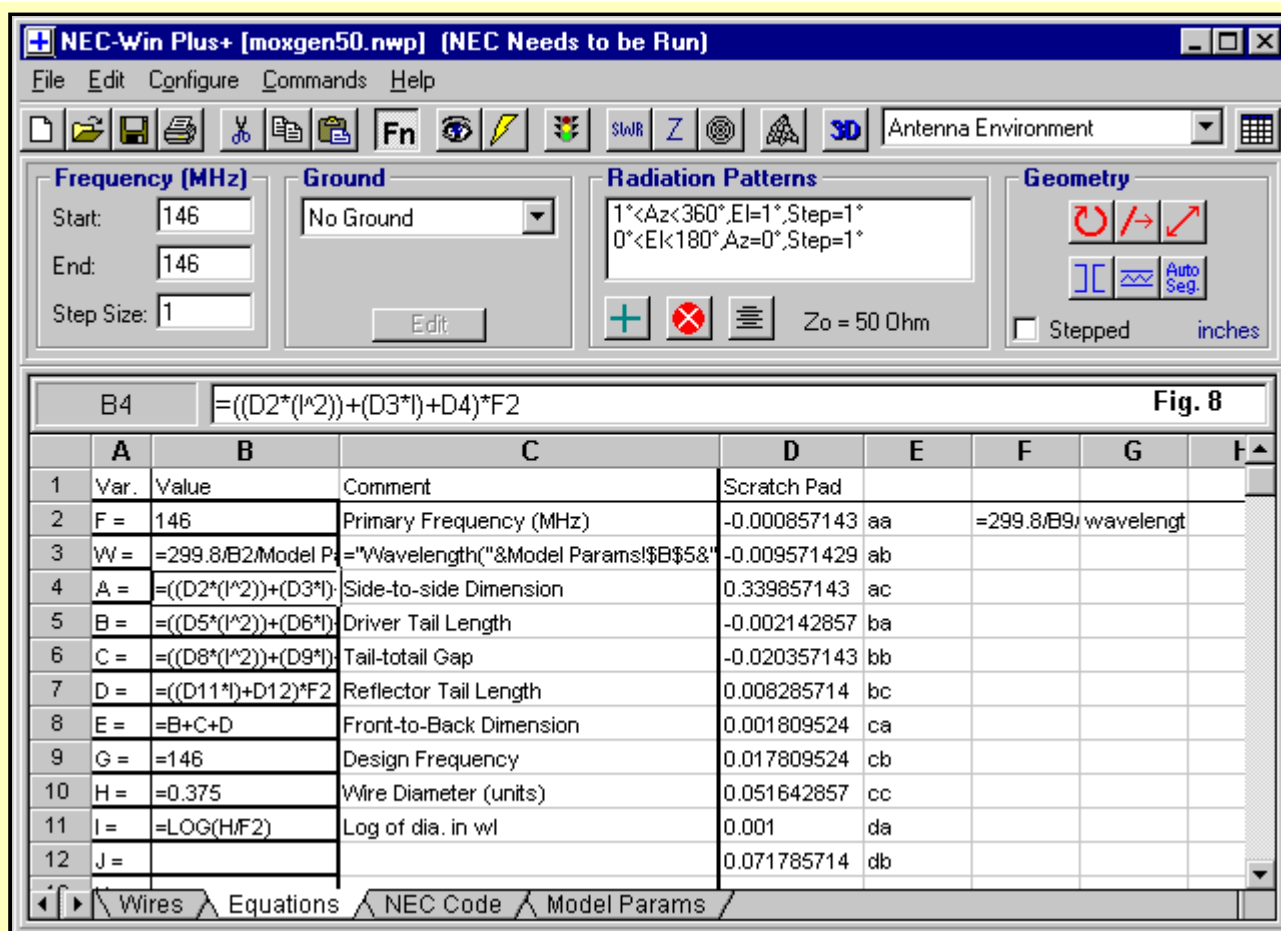 NEC-Win Plus+ [moxgen50.nwp] (NEC Needs to be Run)
File Edit Configure Commands Help
Fn SWR Z 3D Antenna Environment
Frequency (MHz) Ground Radiation Patterns Geometry
Start: 146 No Ground 1°<Az<360°,El=1°,Step=1°
0°<El<180°,Az=0°,Step=1°
End: 146 Auto Seg.
Step Size: 1 Edit Zo = 50 Ohm Stepped inches
B4 =((D2*(I^2))+(D3*I)+D4)*F2 Fig. 8
A B C D E F G
1 Var. Value Comment Scratch Pad
2 F = 146 Primary Frequency (MHz) -0.000857143 aa =299.8/B9/ wavelengt
3 W = =299.8/B2/Model P ="Wavelength("&Model Params!$B$5&" -0.009571429 ab
4 A = =((D2*(I^2))+(D3*I) Side-to-side Dimension 0.339857143 ac
5 B = =((D5*(I^2))+(D6*I) Driver Tail Length -0.002142857 ba
6 C = =((D8*(I^2))+(D9*I) Tail-totail Gap -0.020357143 bb
7 D = =((D11*I)+D12)*F2 Reflector Tail Length 0.008285714 bc
8 E = =B+C+D Front-to-Back Dimension 0.001809524 ca
9 G = =146 Design Frequency 0.017809524 cb
10 H = =0.375 Wire Diameter (units) 0.051642857 cc
11 I = =LOG(H/F2) Log of dia. in wl 0.001 da
12 J = 0.071785714 db
Wires Equations NEC Code Model Params